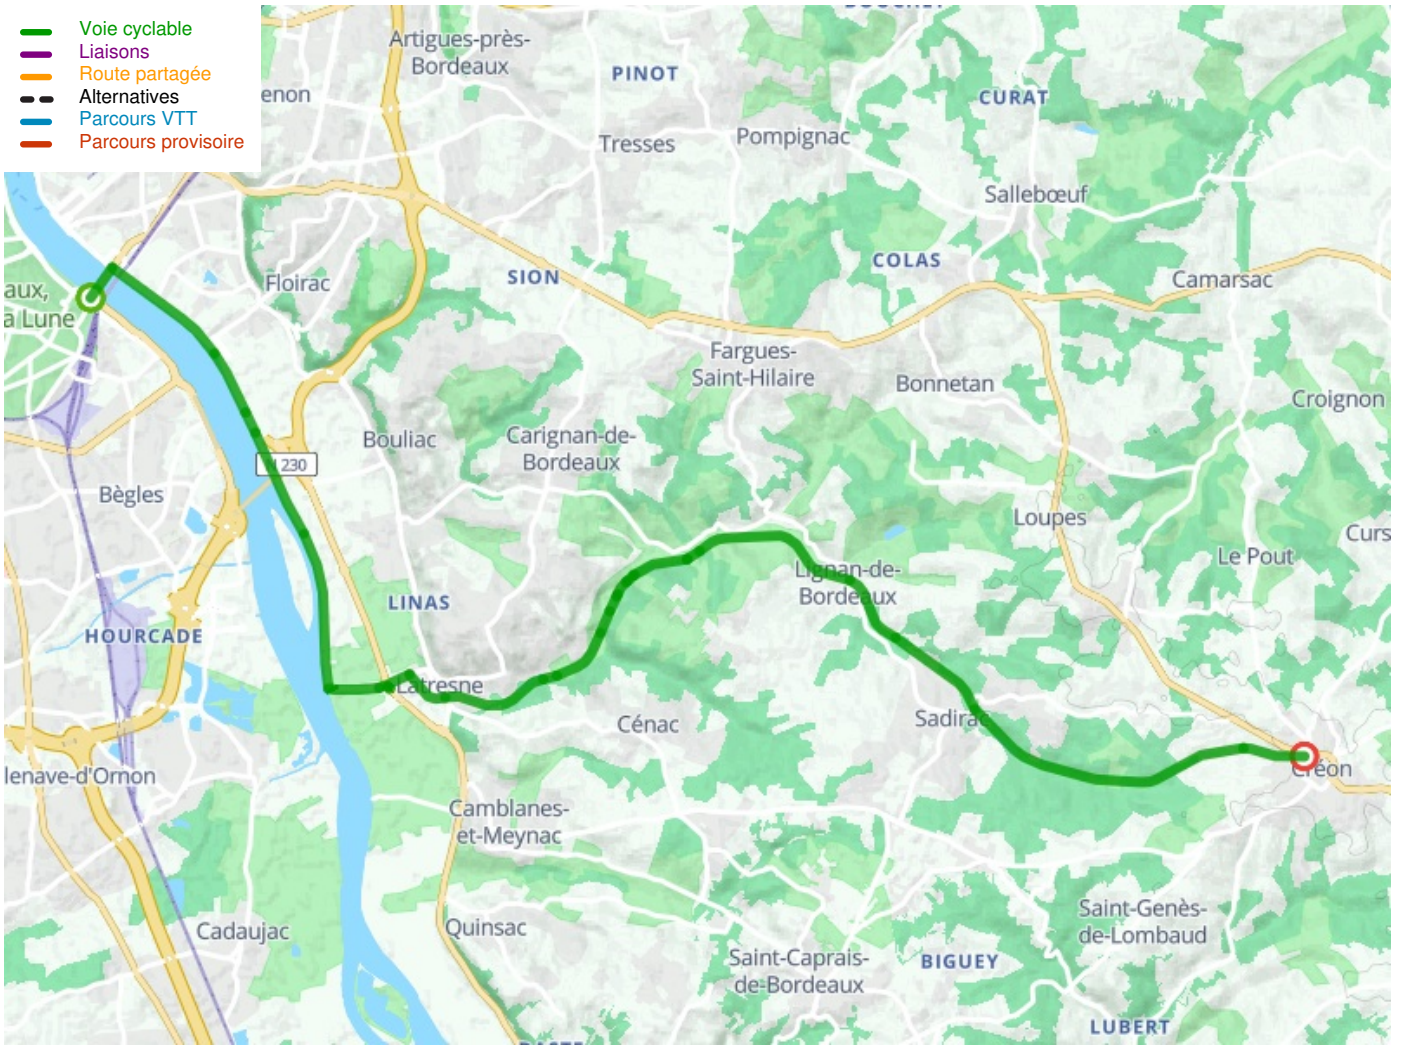 Voie cyclable
Liaisons
Route partagée
Alternatives
Parcours VTT
Parcours provisoire
Artigues-près-
Bordeaux
PINOT
CURAT
enon
Tresses
Pompignac
Sallebœuf
COLAS
SION
Floirac
Camarsac
aux,
a Lune
Fargues-
Saint-Hilaire
Bonnetan
Croignon
Bouliac
Carignan-de-
Bordeaux
230
Bègles
Loupes
Curs
Le Pout
Lignan-de-
Bordeaux
LINAS
HOURCADE
Latresne
Cénac
Sadirac
Créon
lenave-d'Ornon
Camblanes-
et-Meynac
Cadaujac
Quinsac
Saint-Genès-
de-Lombaud
Saint-Caprais-
de-Bordeaux
BIGUEY
LUBERT